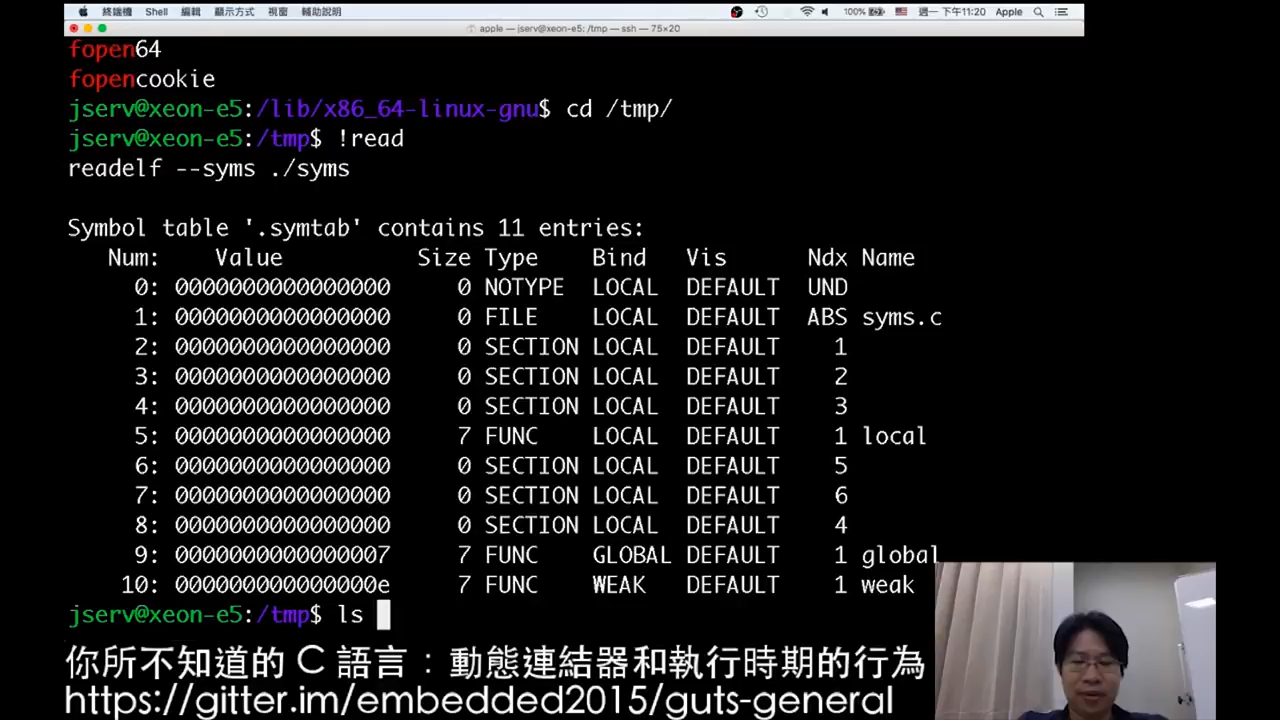 終端機 Shell 編輯 顯示方式 視窗 輔助說明 100% 週一 下午11:20 Apple
apple — jserv@xeon-e5: /tmp — ssh — 75×20
fopen64
fopencookie
jserv@xeon-e5:/lib/x86_64-linux-gnu$ cd /tmp/
jserv@xeon-e5:/tmp$ !read
readelf --syms ./syms
Symbol table '.symtab' contains 11 entries:
Num: Value Size Type Bind Vis Ndx Name
0: 0000000000000000 0 NOTYPE LOCAL DEFAULT UND
1: 0000000000000000 0 FILE LOCAL DEFAULT ABS syms.c
2: 0000000000000000 0 SECTION LOCAL DEFAULT 1
3: 0000000000000000 0 SECTION LOCAL DEFAULT 2
4: 0000000000000000 0 SECTION LOCAL DEFAULT 3
5: 0000000000000000 7 FUNC LOCAL DEFAULT 1 local
6: 0000000000000000 0 SECTION LOCAL DEFAULT 5
7: 0000000000000000 0 SECTION LOCAL DEFAULT 6
8: 0000000000000000 0 SECTION LOCAL DEFAULT 4
9: 0000000000000007 7 FUNC GLOBAL DEFAULT 1 global
10: 000000000000000e 7 FUNC WEAK DEFAULT 1 weak
jserv@xeon-e5:/tmp$ ls
你所不知道的 C 語言：動態連結器和執行時期的行為
https://gitter.im/embedded2015/guts-general